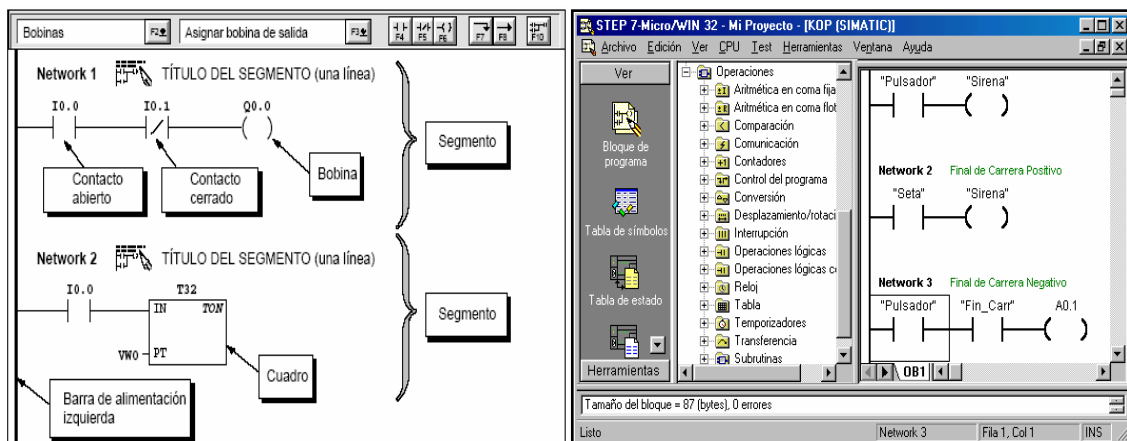 Bobinas
F2
Asignar bobina de salida
F3
F4
F5
F6
F7
F8
F10
Network 1
TÍTULO DEL SEGMENTO (una línea)
I0.0
I0.1
Q0.0
Segmento
Contacto
abierto
Contacto
cerrado
Bobina
Network 2
TÍTULO DEL SEGMENTO (una línea)
I0.0
T32
IN
TON
VW0
PT
Segmento
Cuadro
Barra de alimentación
izquierda
STEP 7-Micro/WIN 32 - Mi Proyecto - [KOP (SIMATIC)]
Archivo Edición Ver CPU Test Herramientas Ventana Ayuda
Ver
Bloque de
programa
Tabla de símbolos
Tabla de estado
Herramientas
Operaciones
Aritmética en coma fija
Aritmética en coma flot
Comparación
Comunicación
Contadores
Control del programa
Conversión
Desplazamiento/rotaci
Interrupción
Operaciones lógicas
Operaciones lógicas c
Reloj
Tabla
Temporizadores
Transferencia
Subrutinas
"Pulsador"
"Sirena"
Network 2
Final de Carrera Positivo
"Seta"
"Sirena"
Network 3
Final de Carrera Negativo
"Pulsador"
"Fin_Carr"
A0.1
OB1
Tamaño del bloque = 87 (bytes), 0 errores
Listo
Network 3
Fila 1, Col 1
INS